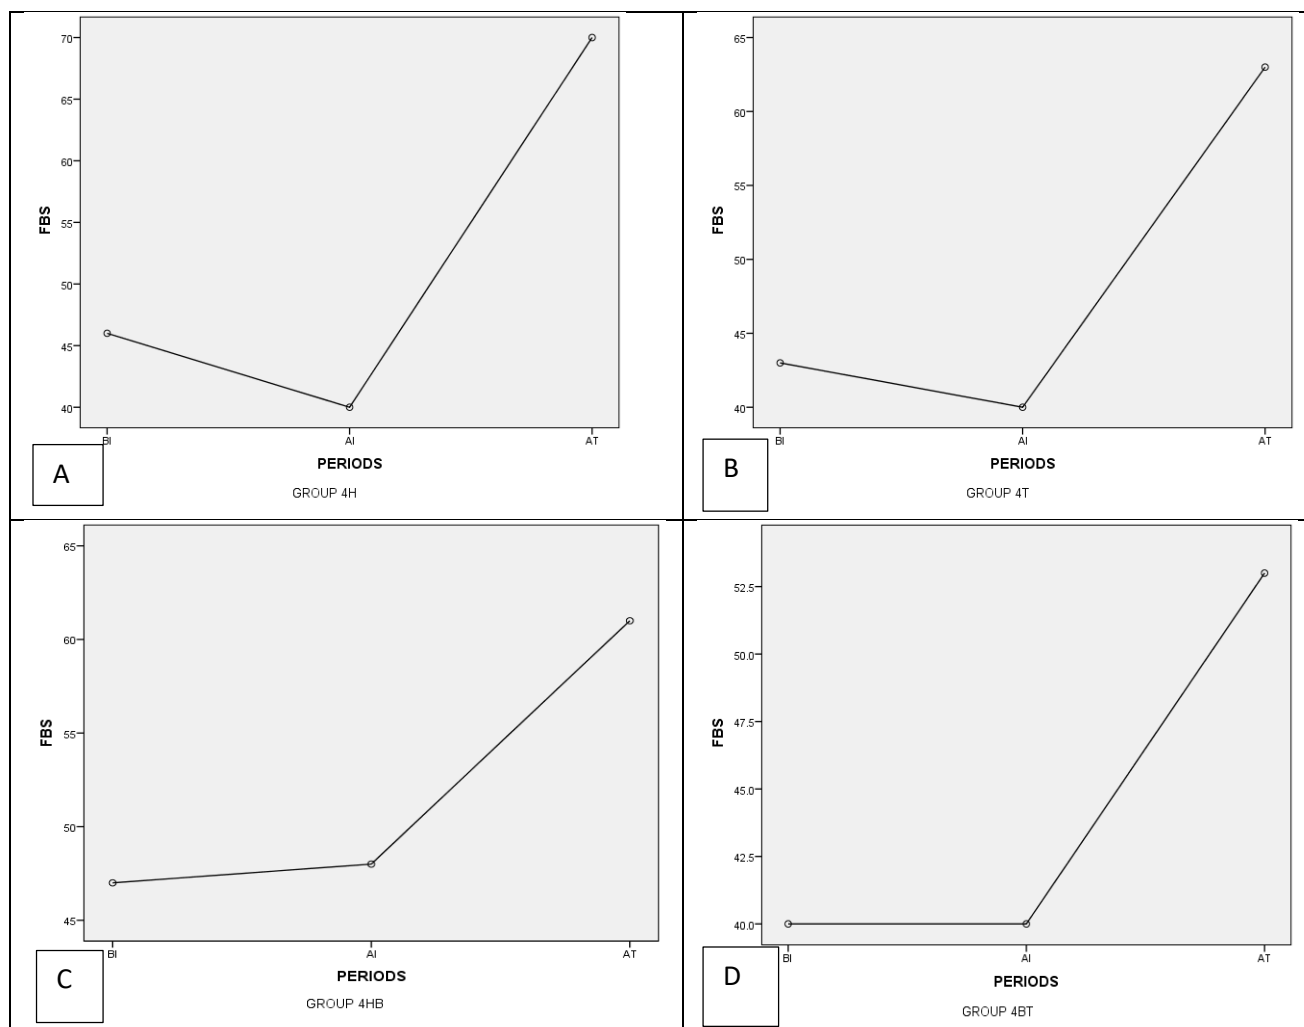 70
65
60
55
50
45
40
FBS
BI
AI
AT
PERIODS
GROUP 4H
A
65
60
55
50
45
40
FBS
BI
AI
AT
PERIODS
GROUP 4T
B
65
60
55
50
45
FBS
BI
AI
AT
PERIODS
GROUP 4HB
C
52.5
50.0
47.5
45.0
42.5
40.0
FBS
BI
AI
AT
PERIODS
GROUP 4BT
D